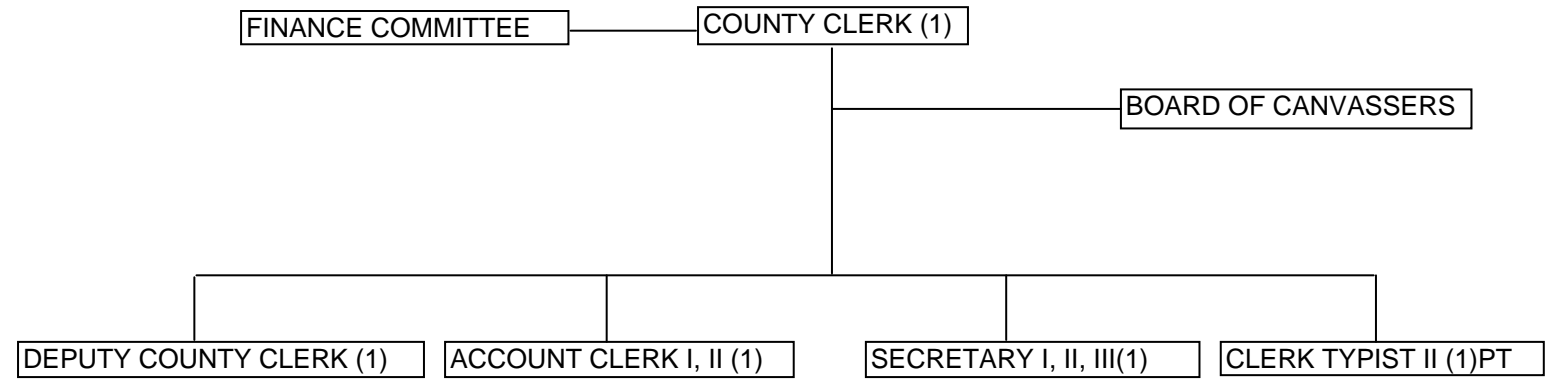 FINANCE COMMITTEE
COUNTY CLERK (1)
BOARD OF CANVASSERS
DEPUTY COUNTY CLERK (1)
ACCOUNT CLERK I, II (1)
SECRETARY I, II, III(1)
CLERK TYPIST II (1)PT